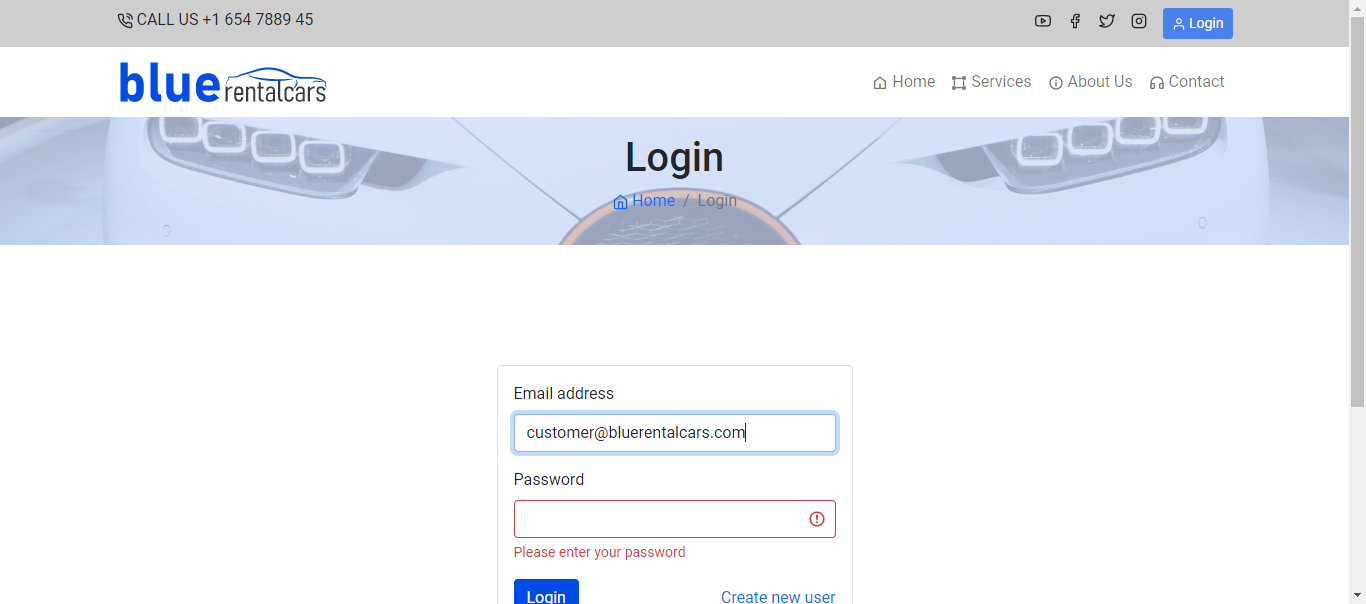 CALL US +1 654 7889 45
Login
blue rentalcars
Home Services About Us Contact
Login
Home / Login
Email address
customer@bluerentalcars.com
Password
Please enter your password
Login Create new user